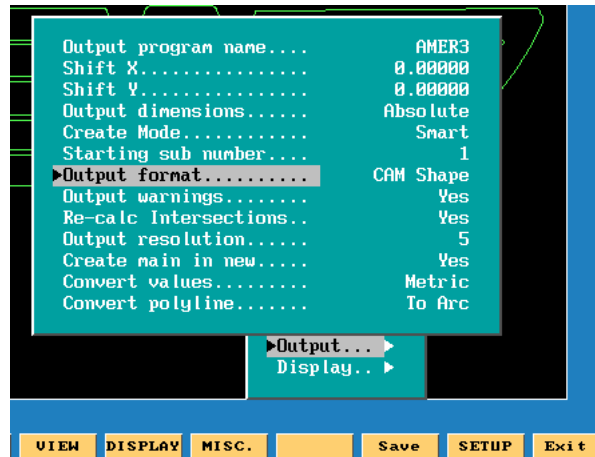 Output program name.... AMER3
Shift X................ 0.00000
Shift Y................ 0.00000
Output dimensions...... Absolute
Create Mode............ Smart
Starting sub number.... 1
▶Output format.......... CAM Shape
Output warnings........ Yes
Re-calc Intersections.. Yes
Output resolution...... 5
Create main in new..... Yes
Convert values......... Metric
Convert polyline....... To Arc
▶Output... ▶
Display.. ▶
VIEW DISPLAY MISC. Save SETUP Exit